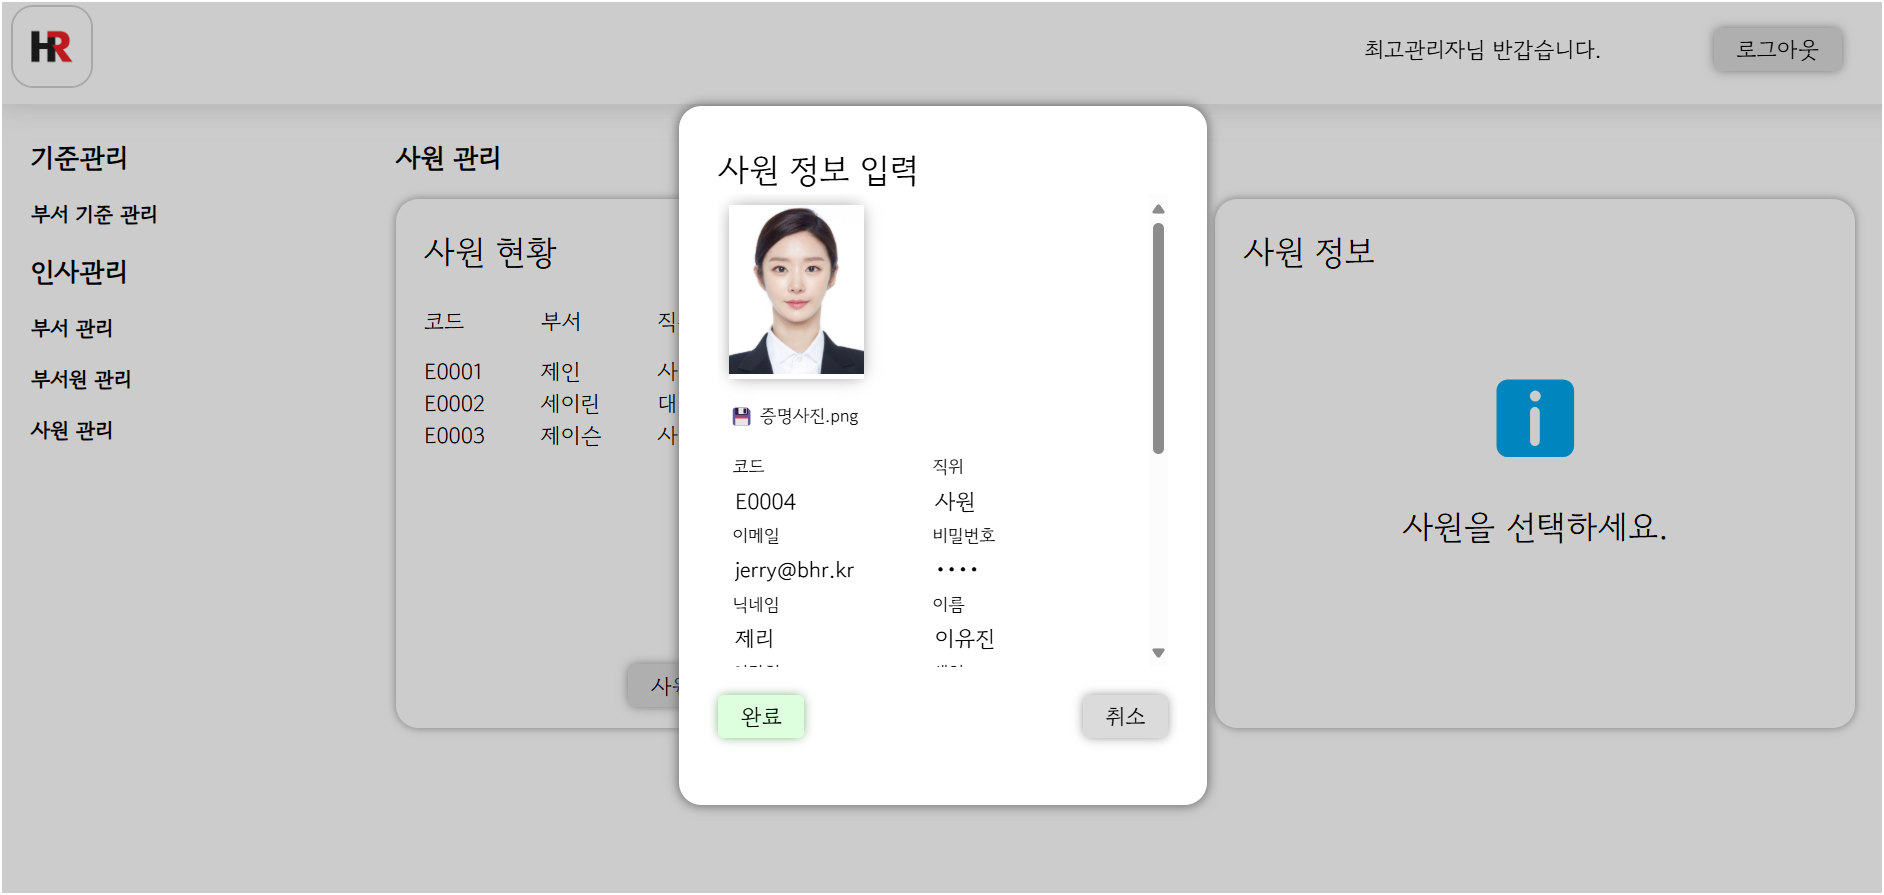 HR
최고관리자님 반갑습니다.
로그아웃
기준관리
부서 기준 관리
인사관리
부서 관리
부서원 관리
사원 관리
사원 관리
사원 현황
코드 부서
E0001 제인 사
E0002 세이린 대
E0003 제이슨 사
사원 정보 입력
증명사진.png
코드 직위
E0004 사원
이메일 비밀번호
jerry@bhr.kr ••••
닉네임 이름
제리 이유진
완료 취소
사원 정보
사원을 선택하세요.